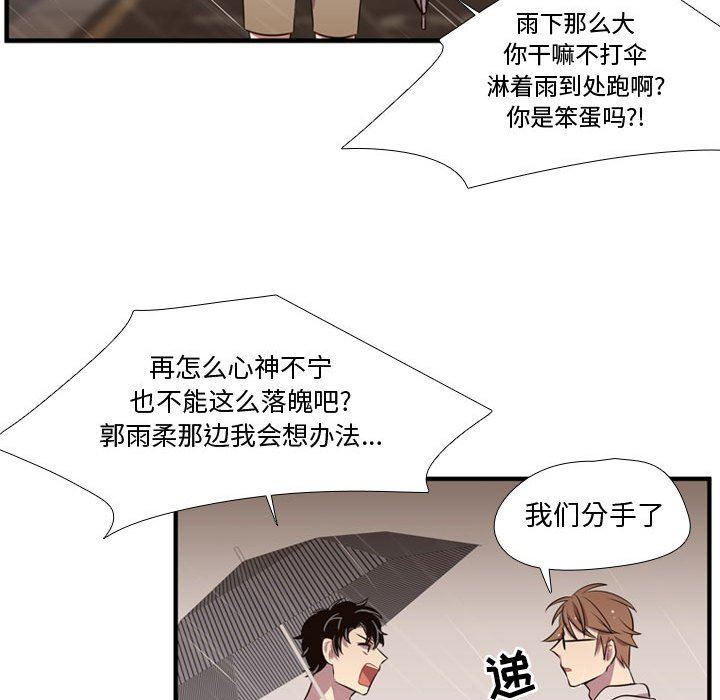 雨下那么大
你干嘛不打伞
淋着雨到处跑啊?
你是笨蛋吗?!
再怎么心神不宁
也不能这么落魄吧?
郭雨柔那边我会想办法...
我们分手了
递